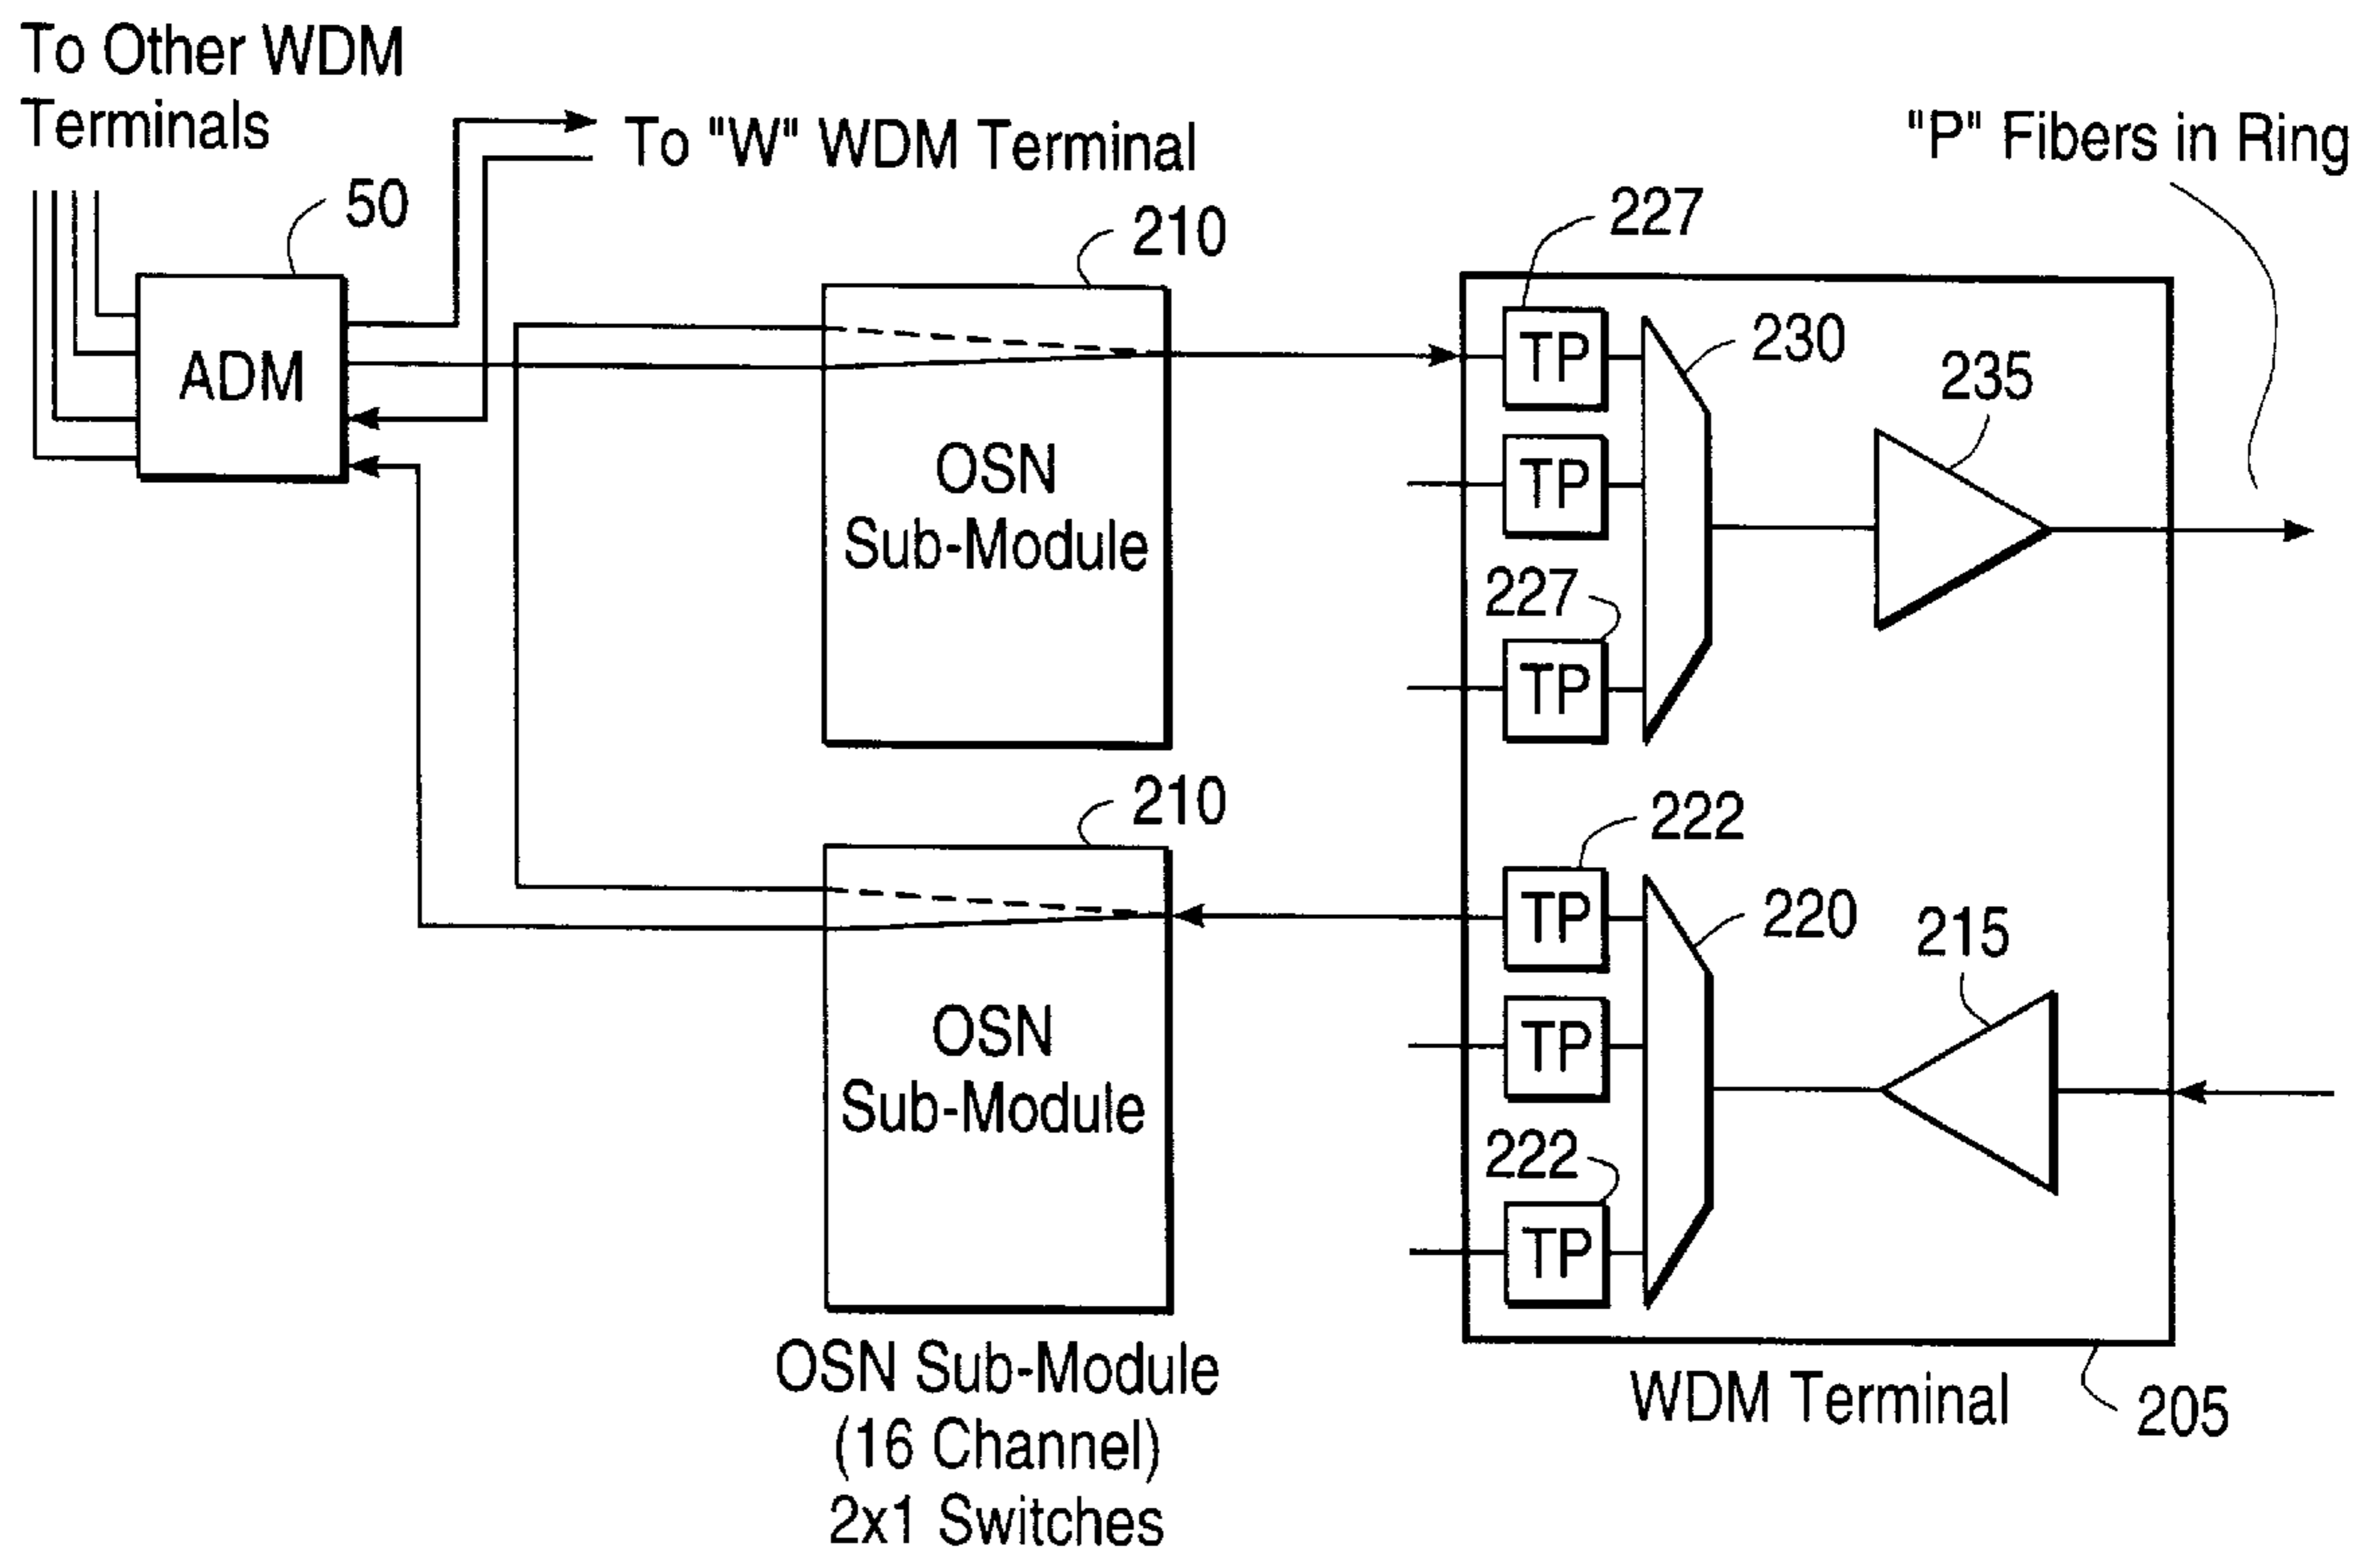 To Other WDM
Terminals
To "W" WDM Terminal
"P" Fibers in Ring
50
210
227
ADM
TP
230
235
OSN
Sub-Module
TP
227
TP
210
222
TP
220
215
OSN
Sub-Module
TP
222
TP
OSN Sub-Module
(16 Channel)
2x1 Switches
WDM Terminal
205